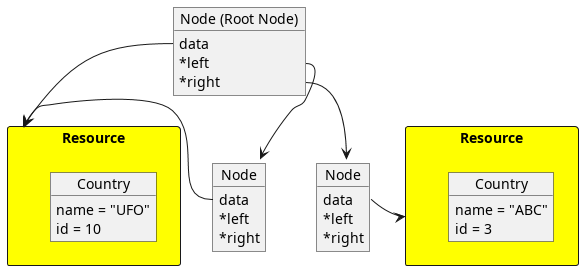 Node (Root Node)
data
*left
*right
Resource
Country
name = "UFO"
id = 10
Node
data
*left
*right
Node
data
*left
*right
Resource
Country
name = "ABC"
id = 3